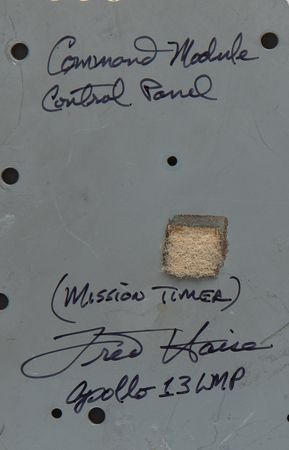 Command Module
Control Panel
(MISSION TIMER)
Fred Haise
Apollo 13 LMP